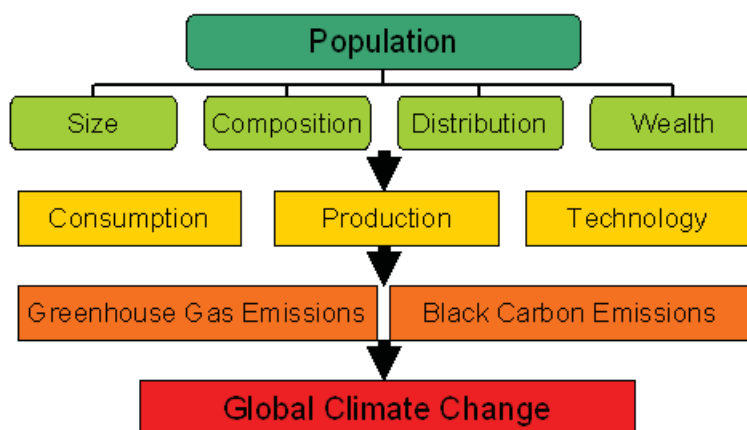 Population
Size
Composition
Distribution
Wealth
Consumption
Production
Technology
Greenhouse Gas Emissions
Black Carbon Emissions
Global Climate Change